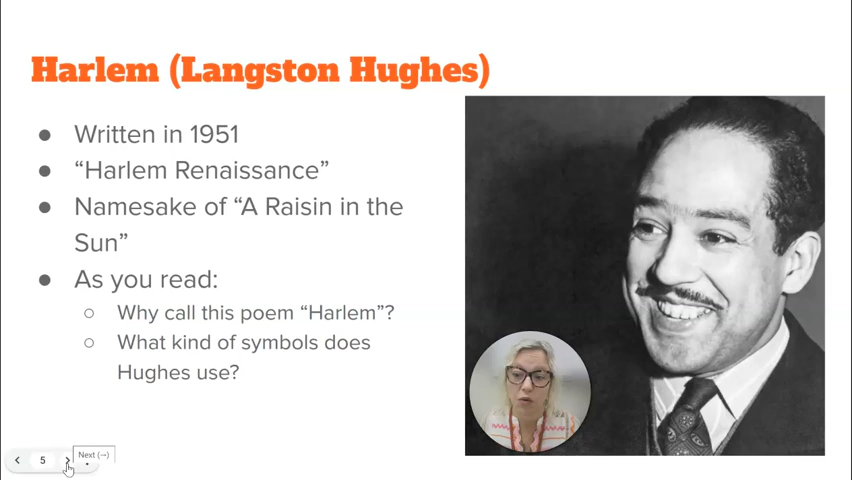 Harlem (Langston Hughes)
● Written in 1951
● “Harlem Renaissance”
● Namesake of “A Raisin in the
Sun”
● As you read:
○ Why call this poem “Harlem”?
○ What kind of symbols does
Hughes use?
5
Next (→)